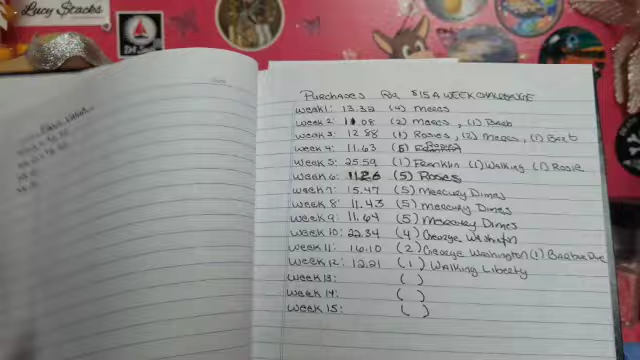 Lucy Stacks
PURCHASES FOR $15 A WEEK CHALLENGE
WEEK 1: 13.32 (4) Mercs
WEEK 2: 11.08 (2) Mercs, (1) Barb
WEEK 3: 12.88 (1) Rosies, (2) Mercs, (1) Barb
WEEK 4: 11.63 (5)
WEEK 5: 25.59 (1) Franklin (1) Walking (1) Rosie
WEEK 6: 11.26 (5) Roses
WEEK 7: 15.47 (5) Mercury Dimes
WEEK 8: 11.43 (5) Mercury Dimes
WEEK 9: 11.64 (5) Mercury Dimes
WEEK 10: 22.34 (4) George Washington
WEEK 11: 16.10 (2) George Washington (1) Barber
WEEK 12: 12.21 (1) Walking Liberty
WEEK 13: ( )
WEEK 14: ( )
WEEK 15: ( )